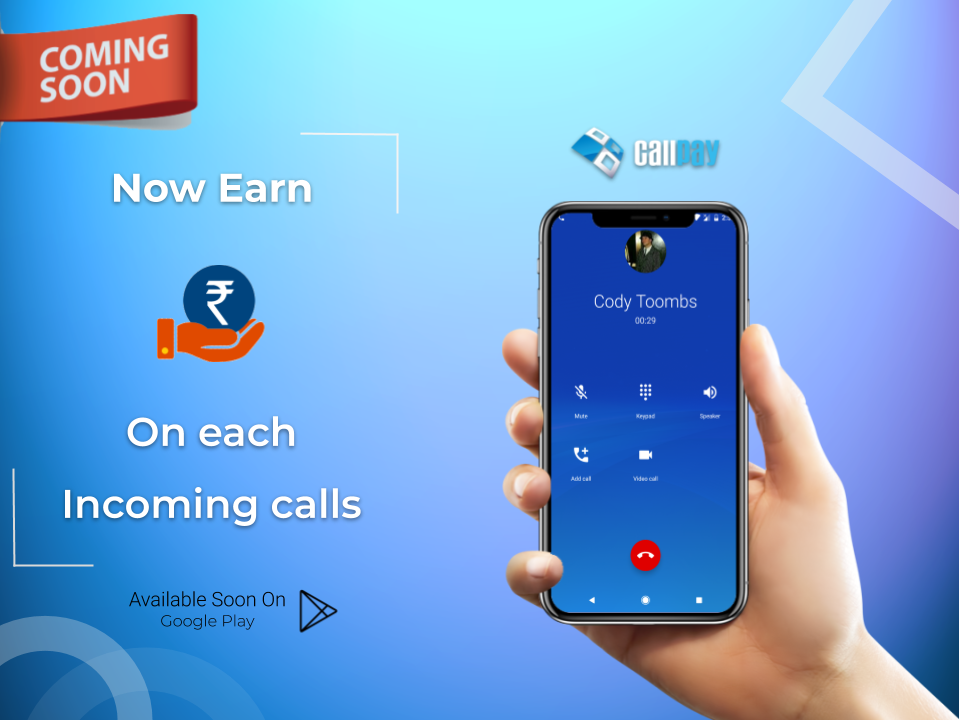 COMING
SOON
Now Earn
₹
On each
Incoming calls
Available Soon On
Google Play
callpay
Cody Toombs
00:29
Mute
Keypad
Speaker
Add call
Video call